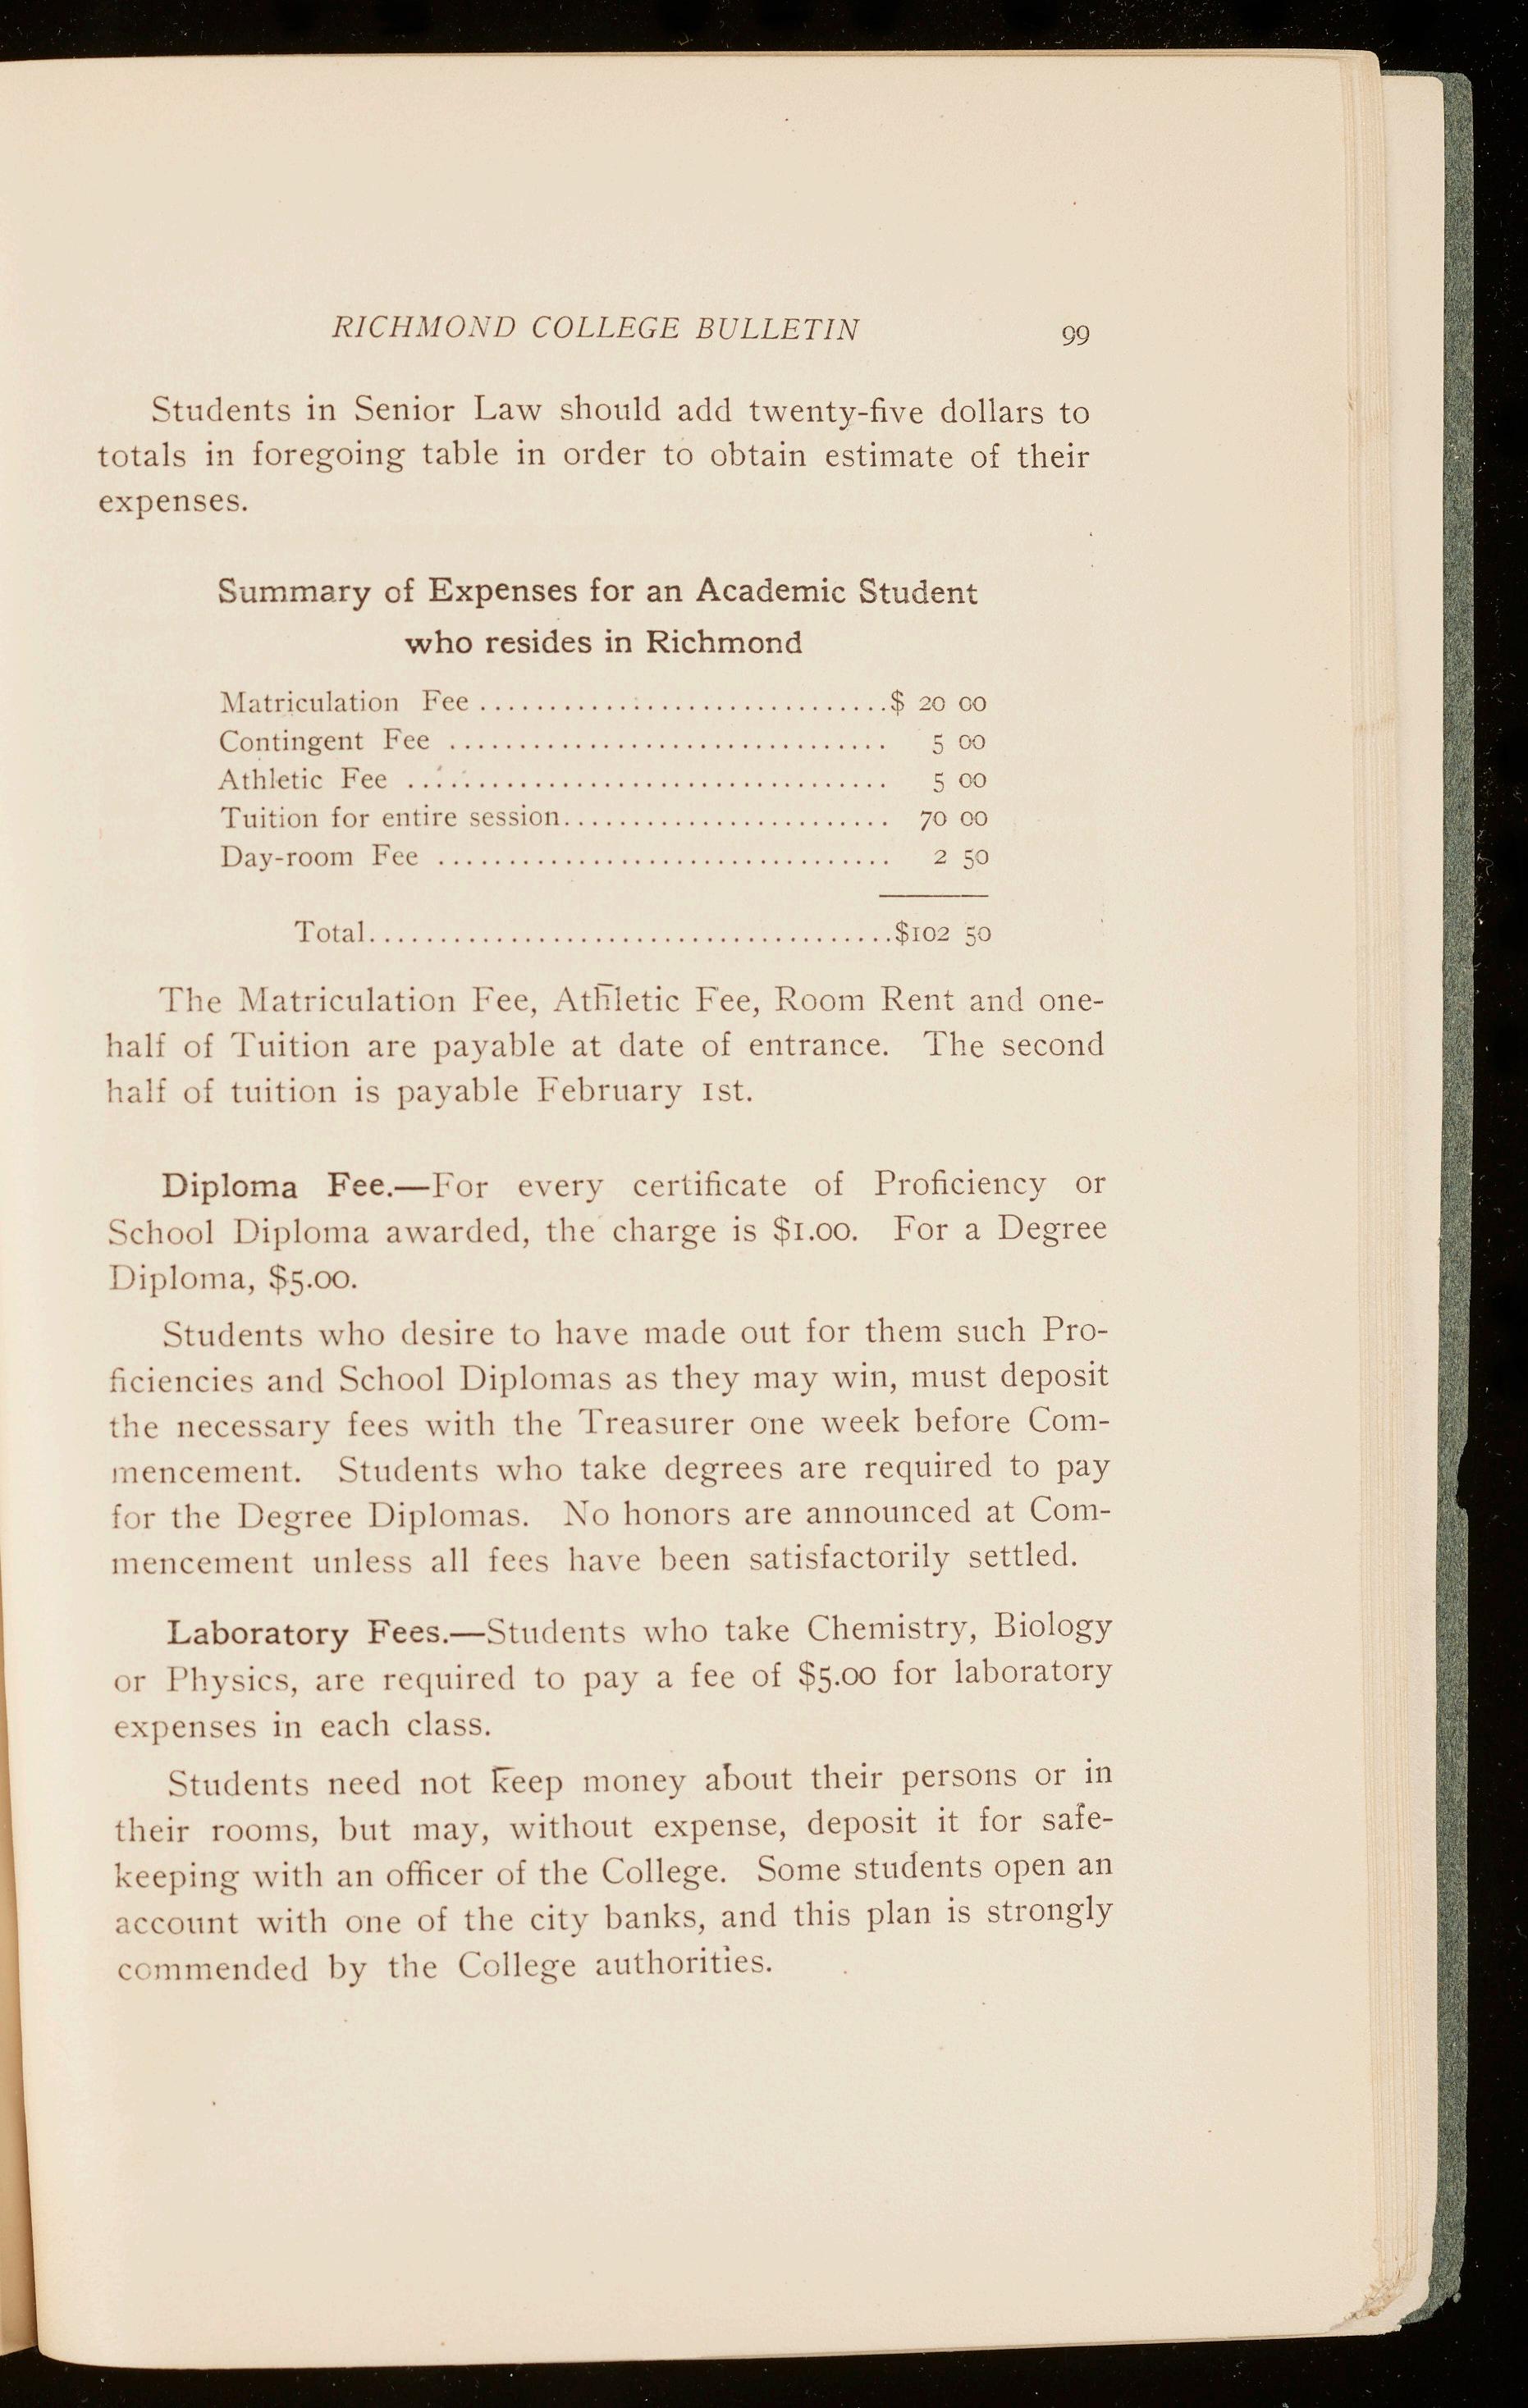 RICHMOND COLLEGE BULLETIN 99
Students in Senior Law should add twenty-five dollars to
totals in foregoing table in order to obtain estimate of their
expenses.
Summary of Expenses for an Academic Student
who resides in Richmond
Matriculation Fee..............................$ 20 00
Contingent Fee ................................ 5 00
Athletic Fee ................................... 5 00
Tuition for entire session........................ 70 00
Day-room Fee ................................. 2 50
Total......................................$102 50
The Matriculation Fee, Athletic Fee, Room Rent and one-
half of Tuition are payable at date of entrance. The second
half of tuition is payable February 1st.
Diploma Fee.—For every certificate of Proficiency or
School Diploma awarded, the charge is $1.00. For a Degree
Diploma, $5.00.
Students who desire to have made out for them such Pro-
ficiencies and School Diplomas as they may win, must deposit
the necessary fees with the Treasurer one week before Com-
mencement. Students who take degrees are required to pay
for the Degree Diplomas. No honors are announced at Com-
mencement unless all fees have been satisfactorily settled.
Laboratory Fees.—Students who take Chemistry, Biology
or Physics, are required to pay a fee of $5.00 for laboratory
expenses in each class.
Students need not keep money about their persons or in
their rooms, but may, without expense, deposit it for safe-
keeping with an officer of the College. Some students open an
account with one of the city banks, and this plan is strongly
commended by the College authorities.